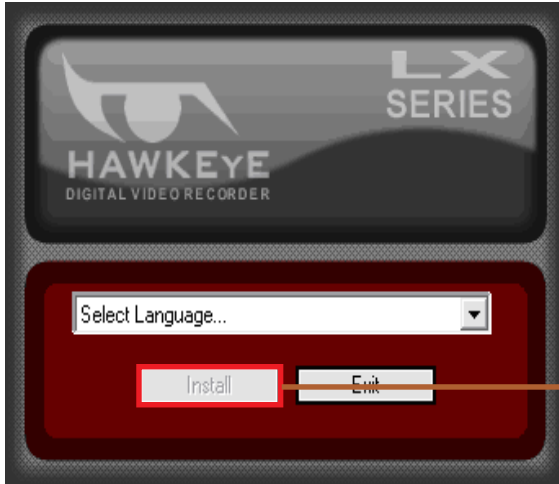 LX
SERIES
HAWKEYE
DIGITAL VIDEO RECORDER
Select Language...
Install
Exit